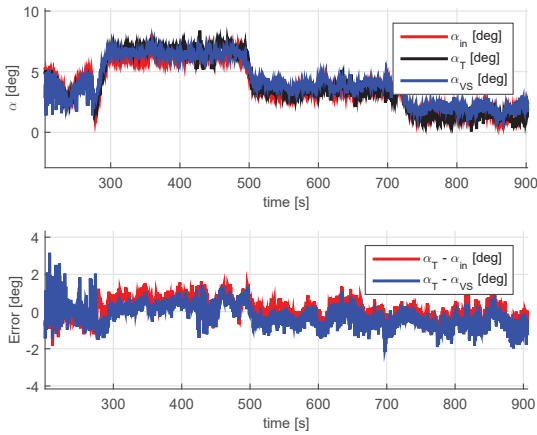 10
5
0
α [deg]
α_in [deg]
α_T [deg]
α_VS [deg]
300 400 500 600 700 800 900
time [s]
4
2
0
-2
-4
Error [deg]
α_T - α_in [deg]
α_T - α_VS [deg]
300 400 500 600 700 800 900
time [s]